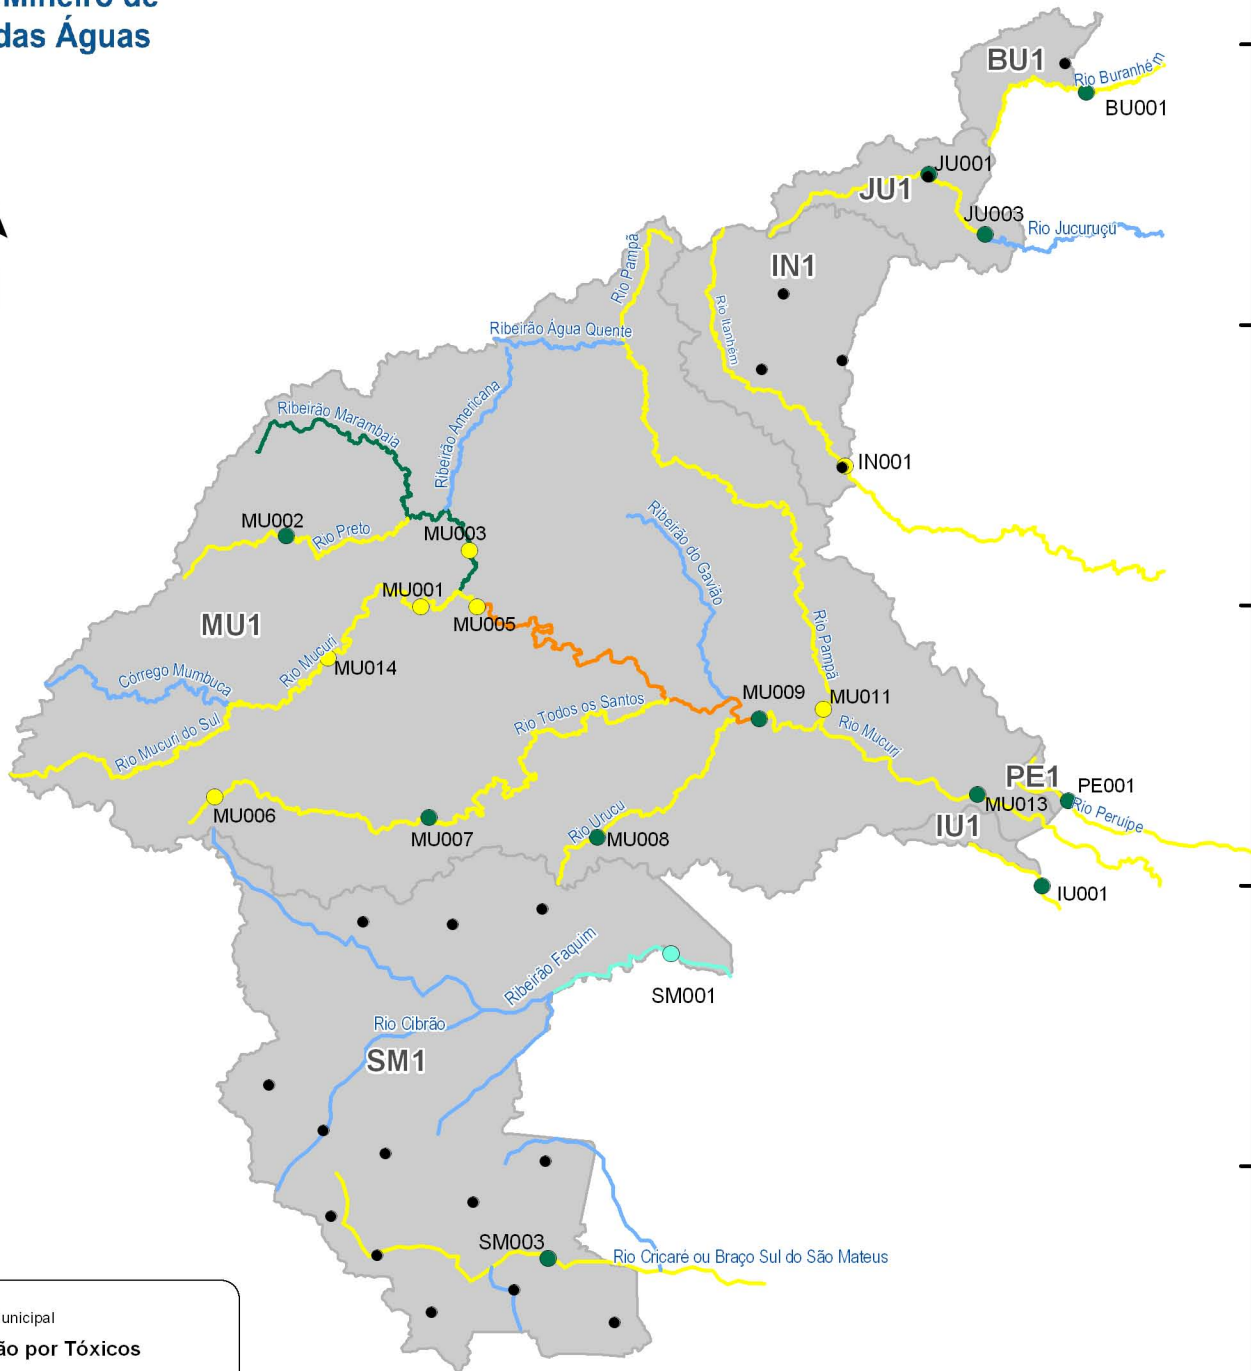 Mineiro de
das Águas
BU1
Rio Buranhém
BU001
JU001
JU1
JU003
Rio Jucuruçu
Rio Pampã
IN1
Rio Itanhém
Ribeirão Água Quente
Ribeirão Americana
Ribeirão Marambaia
IN001
MU002
Rio Preto
MU003
Ribeirão do Gavião
MU001
MU005
MU1
Rio Pampã
Rio Mucuri
MU014
Córrego Mumbuca
MU009
MU011
Rio Todos os Santos
Rio Mucuri do Sul
Rio Mucuri
PE1
PE001
MU013
Rio Peruípe
MU006
MU007
Rio Urucu
MU008
IU1
IU001
Ribeirão Faquim
SM001
Rio Cibrão
SM1
SM003
Rio Cricaré ou Braço Sul do São Mateus
unicipal
ão por Tóxicos